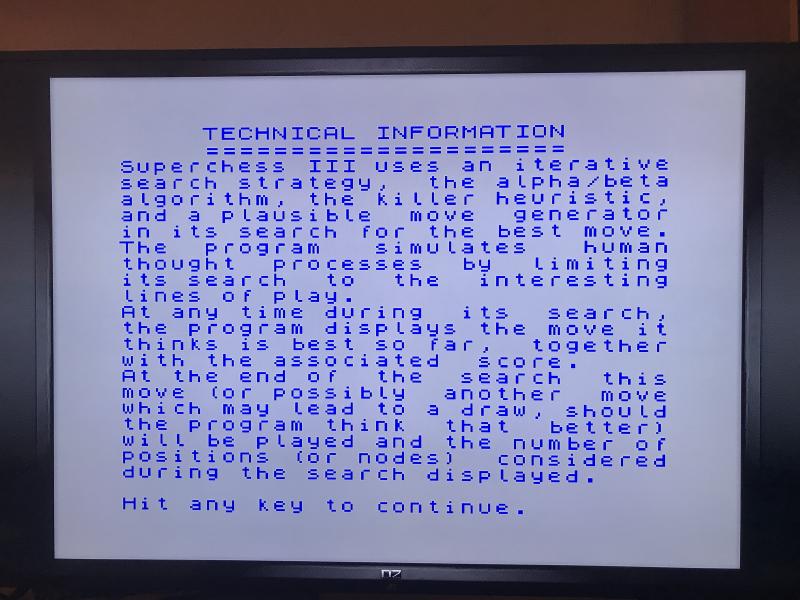 TECHNICAL INFORMATION
=====================
Superchess III uses an iterative
search strategy, the alpha/beta
algorithm, the killer heuristic,
and a plausible move generator
in its search for the best move.
The program simulates human
thought processes by limiting
its search to the interesting
lines of play.
At any time during its search,
the program displays the move it
thinks is best so far, together
with the associated score.
At the end of the search this
move (or possibly another move
which may lead to a draw, should
the program think that better)
will be played and the number of
positions (or nodes) considered
during the search displayed.
Hit any key to continue.